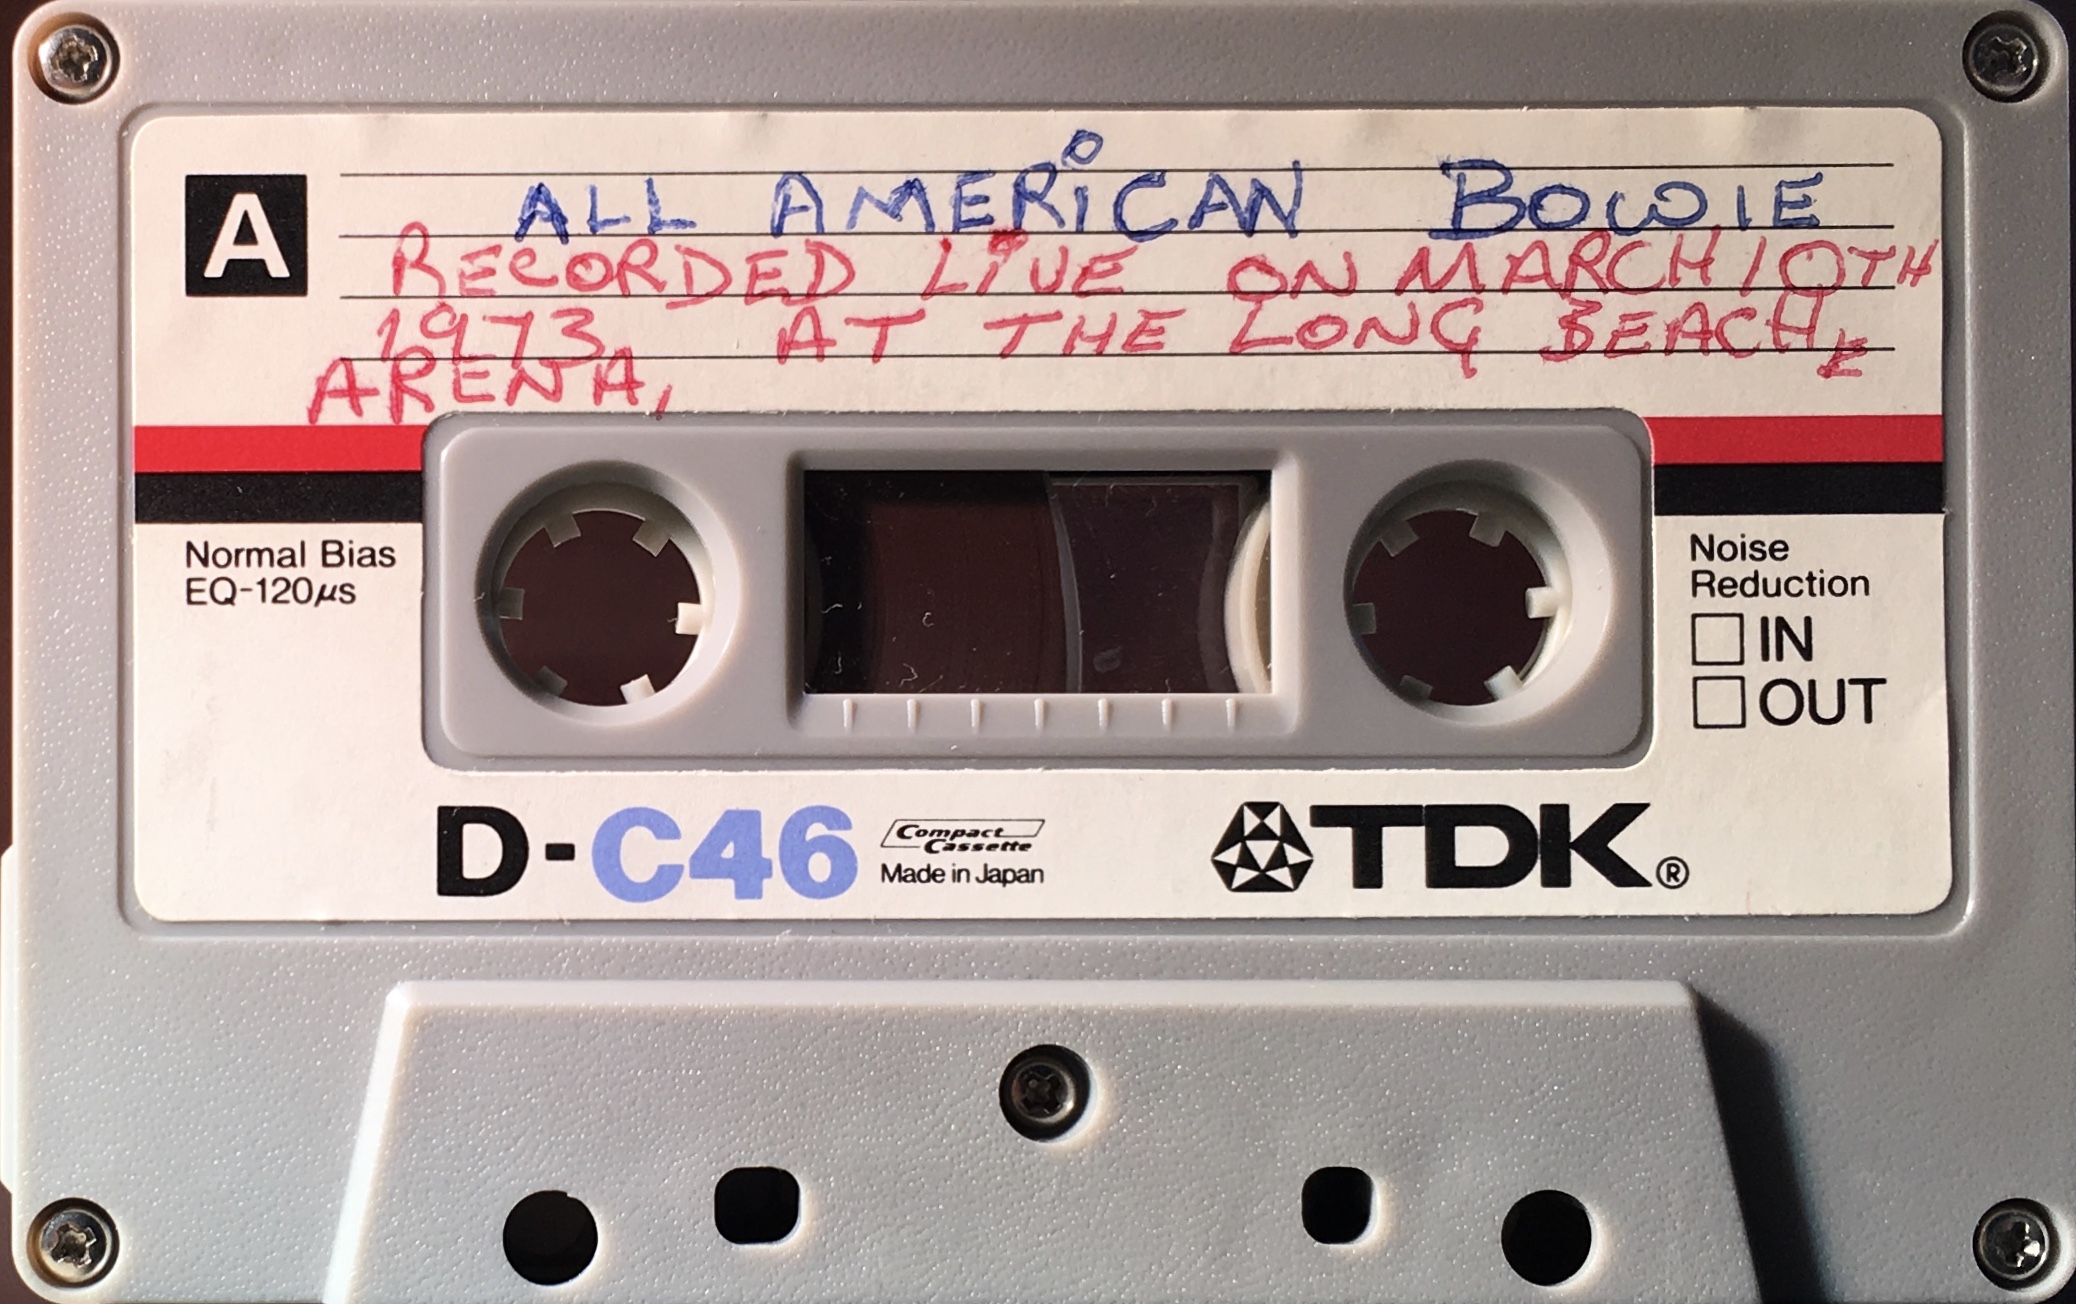 A
ALL AMERiCAN BOWIE
RECORDED LiVE ON MARCH 10TH
1973, AT THE LONG BEACH,
ARENA,
Normal Bias
EQ-120µs
Noise
Reduction
IN
OUT
D-C46
Compact
Cassette
Made in Japan
TDK®